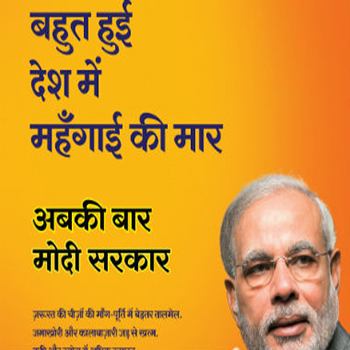 बहुत हुई
देश में
महँगाई की मार
अबकी बार
मोदी सरकार
ज़रूरत की चीज़ों की माँग-पूर्ति में बेहतर तालमेल.
जमाखोरी और कालाबाज़ारी जड़ से खत्म.